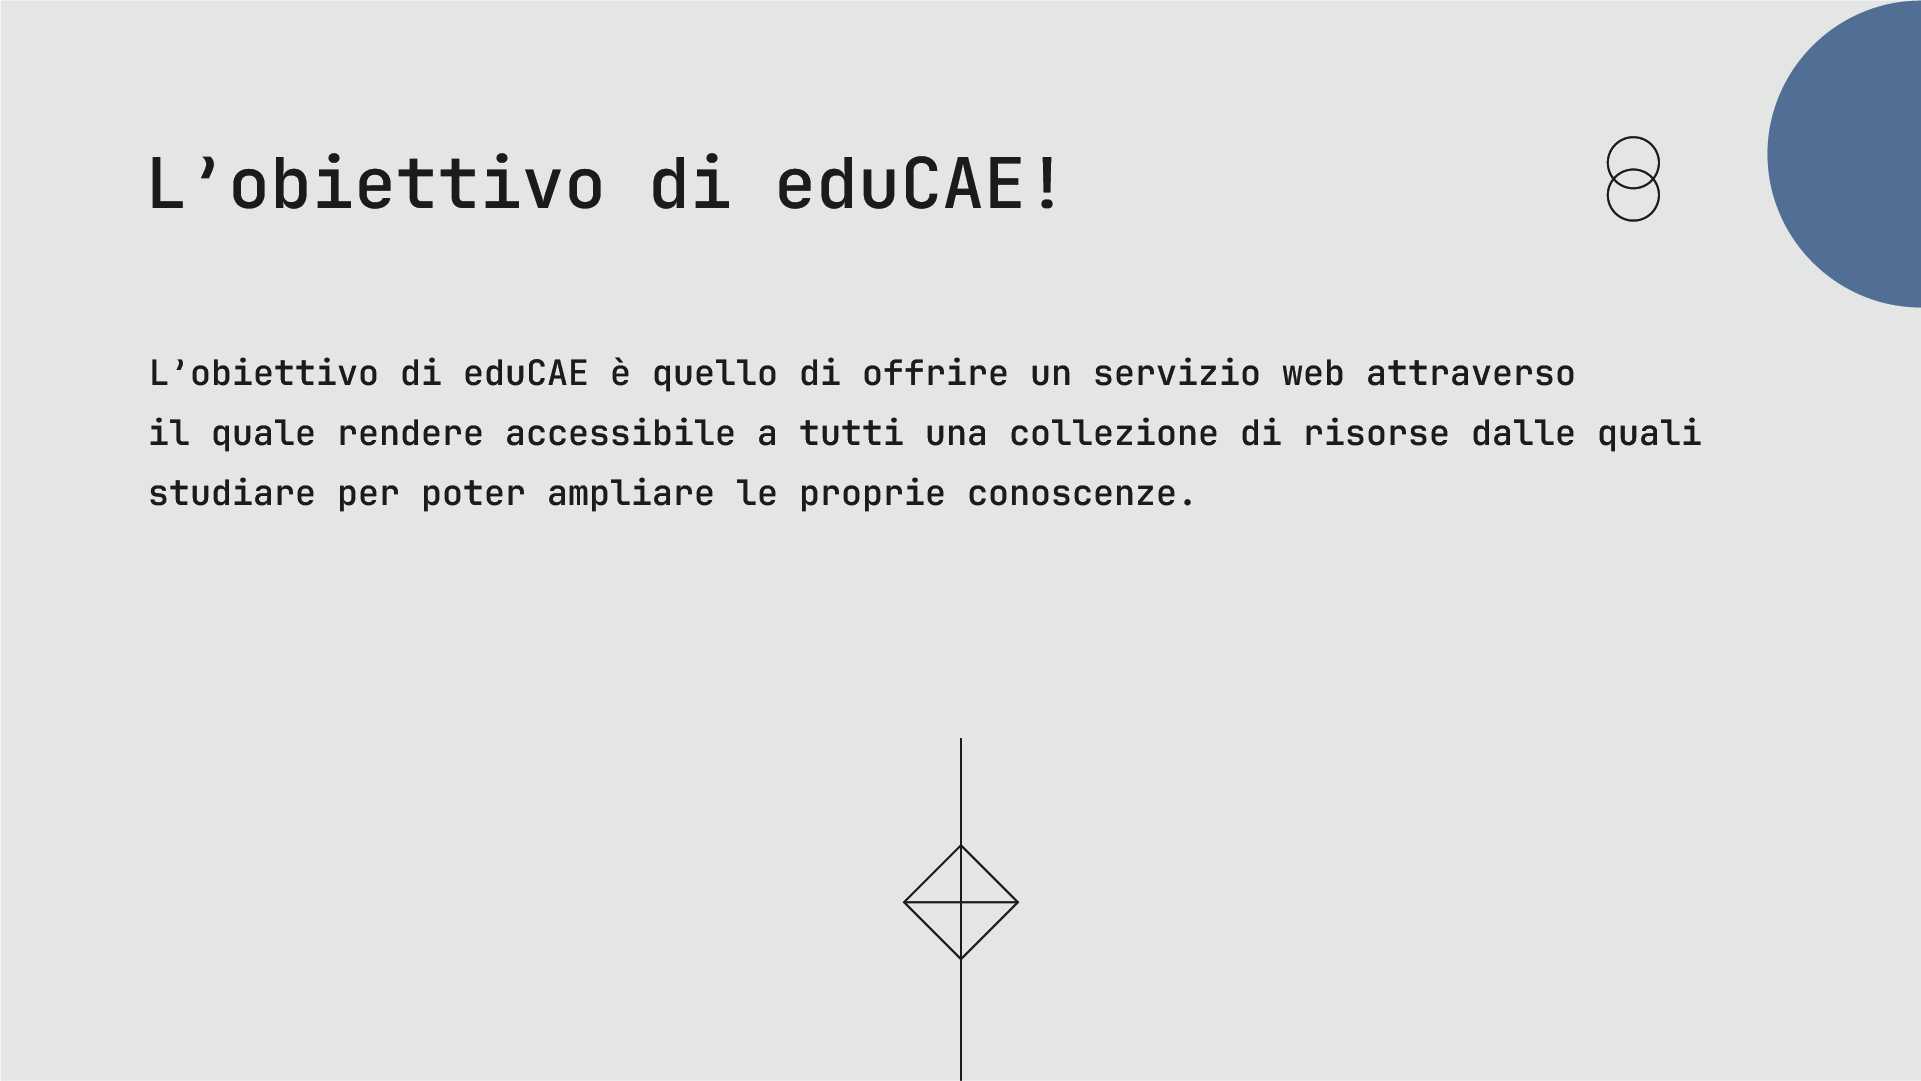 L’obiettivo di eduCAE!
L’obiettivo di eduCAE è quello di offrire un servizio web attraverso
il quale rendere accessibile a tutti una collezione di risorse dalle quali
studiare per poter ampliare le proprie conoscenze.